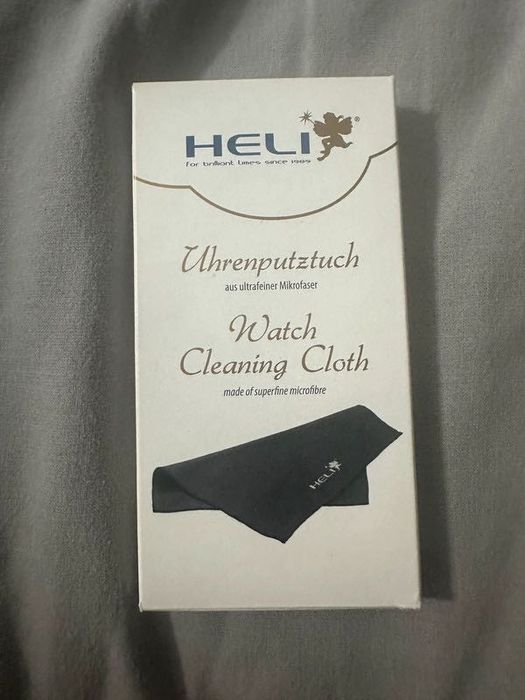 HELI ®
for brilliant times since 1989
Uhrenputztuch
aus ultrafeiner Mikrofaser
Watch
Cleaning Cloth
made of superfine microfibre
HELI